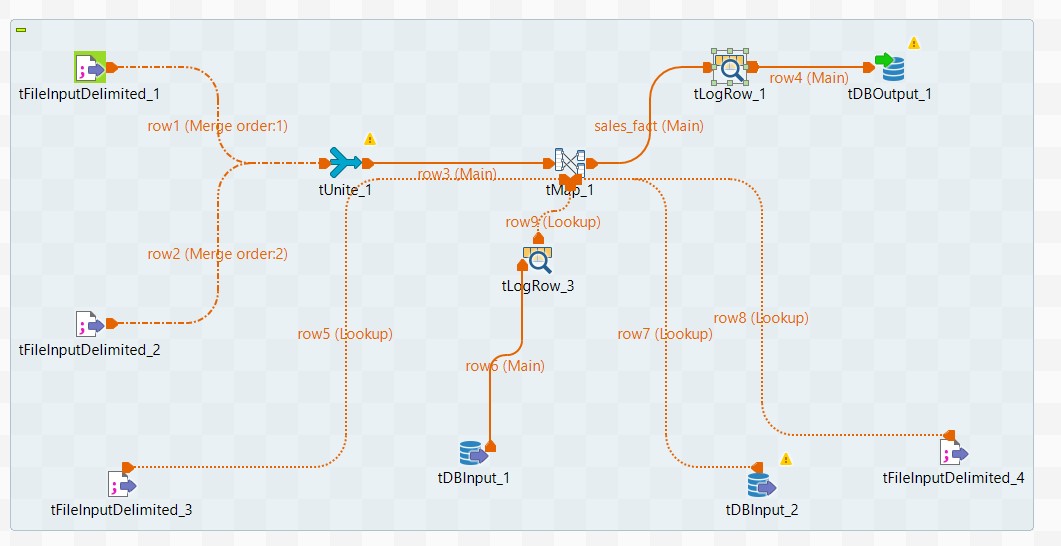 tFileInputDelimited_1
row4 (Main)
tLogRow_1
tDBOutput_1
row1 (Merge order:1)
sales_fact (Main)
row3 (Main)
tUnite_1
tMap_1
row9 (Lookup)
row2 (Merge order:2)
tLogRow_3
row8 (Lookup)
row5 (Lookup)
row7 (Lookup)
tFileInputDelimited_2
row6 (Main)
tDBInput_1
tFileInputDelimited_4
tFileInputDelimited_3
tDBInput_2